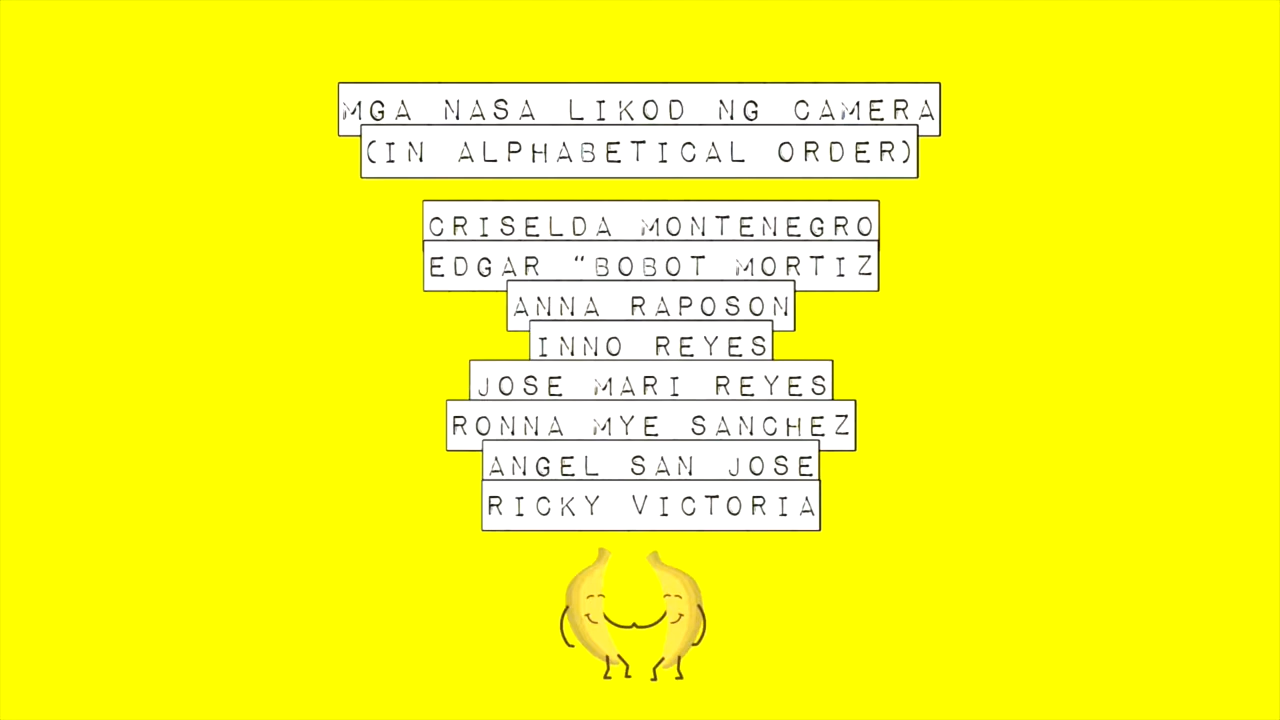 MGA NASA LIKOD NG CAMERA
(IN ALPHABETICAL ORDER)
CRISELDA MONTENEGRO
EDGAR “BOBOT MORTIZ
ANNA RAPOSON
INNO REYES
JOSE MARI REYES
RONNA MYE SANCHEZ
ANGEL SAN JOSE
RICKY VICTORIA